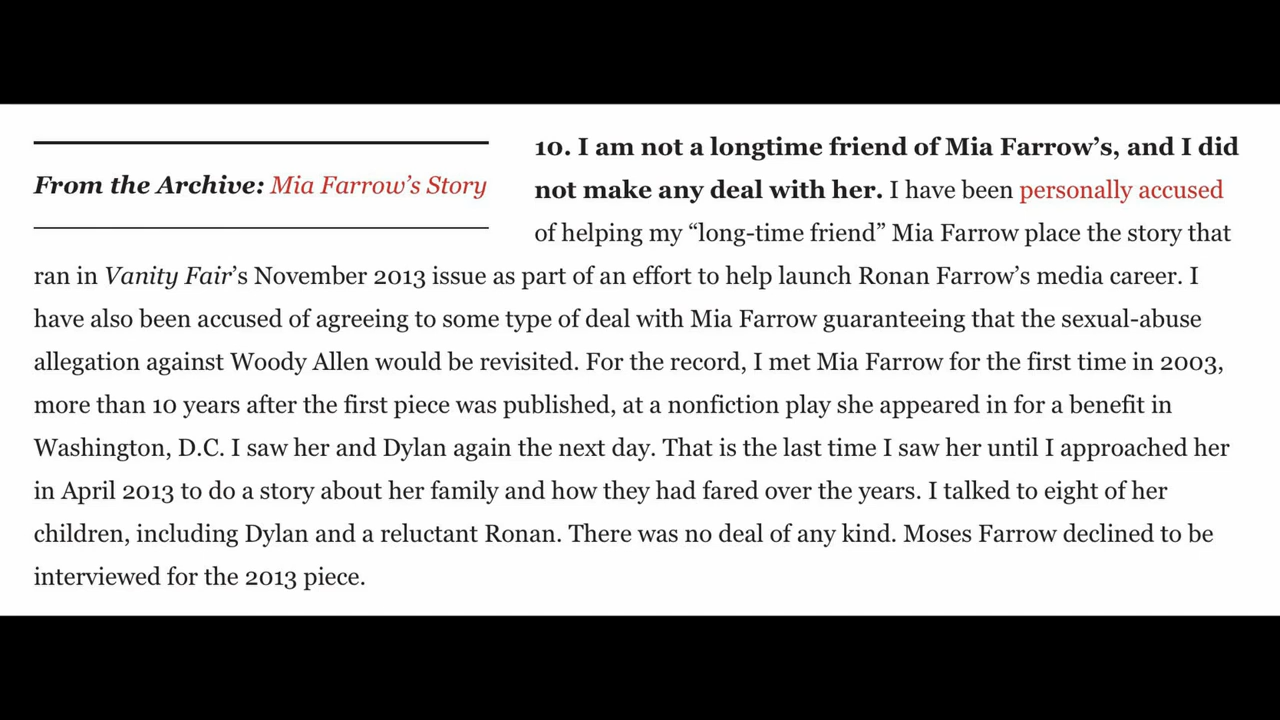 From the Archive: Mia Farrow’s Story
10. I am not a longtime friend of Mia Farrow’s, and I did
not make any deal with her. I have been personally accused
of helping my “long-time friend” Mia Farrow place the story that
ran in Vanity Fair’s November 2013 issue as part of an effort to help launch Ronan Farrow’s media career. I
have also been accused of agreeing to some type of deal with Mia Farrow guaranteeing that the sexual-abuse
allegation against Woody Allen would be revisited. For the record, I met Mia Farrow for the first time in 2003,
more than 10 years after the first piece was published, at a nonfiction play she appeared in for a benefit in
Washington, D.C. I saw her and Dylan again the next day. That is the last time I saw her until I approached her
in April 2013 to do a story about her family and how they had fared over the years. I talked to eight of her
children, including Dylan and a reluctant Ronan. There was no deal of any kind. Moses Farrow declined to be
interviewed for the 2013 piece.